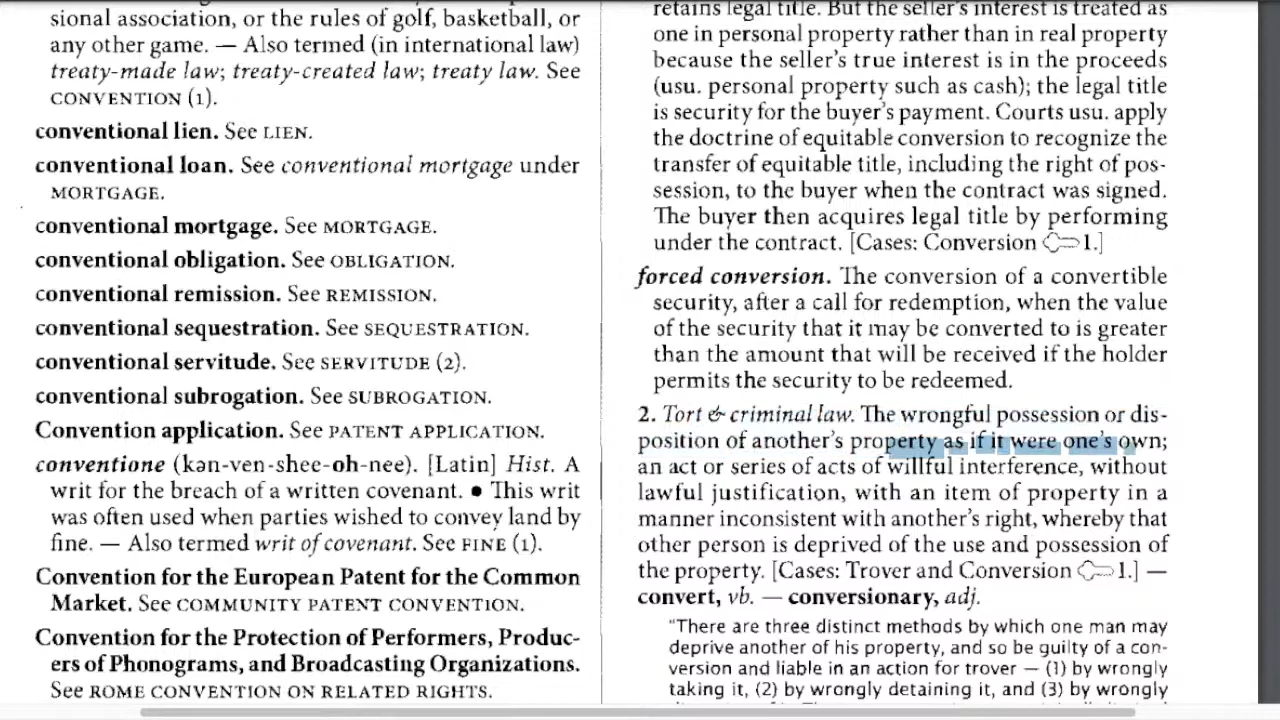 sional association, or the rules of golf, basketball, or
any other game. — Also termed (in international law)
treaty-made law; treaty-created law; treaty law. See
CONVENTION (1).
conventional lien. See LIEN.
conventional loan. See conventional mortgage under
MORTGAGE.
conventional mortgage. See MORTGAGE.
conventional obligation. See OBLIGATION.
conventional remission. See REMISSION.
conventional sequestration. See SEQUESTRATION.
conventional servitude. See SERVITUDE (2).
conventional subrogation. See SUBROGATION.
Convention application. See PATENT APPLICATION.
conventione (kən-ven-shee-oh-nee). [Latin] Hist. A
writ for the breach of a written covenant. ● This writ
was often used when parties wished to convey land by
fine. — Also termed writ of covenant. See FINE (1).
Convention for the European Patent for the Common
Market. See COMMUNITY PATENT CONVENTION.
Convention for the Protection of Performers, Produc-
ers of Phonograms, and Broadcasting Organizations.
See ROME CONVENTION ON RELATED RIGHTS.
retains legal title. But the seller's interest is treated as
one in personal property rather than in real property
because the seller's true interest is in the proceeds
(usu. personal property such as cash); the legal title
is security for the buyer's payment. Courts usu. apply
the doctrine of equitable conversion to recognize the
transfer of equitable title, including the right of pos-
session, to the buyer when the contract was signed.
The buyer then acquires legal title by performing
under the contract. [Cases: Conversion 1.]
forced conversion. The conversion of a convertible
security, after a call for redemption, when the value
of the security that it may be converted to is greater
than the amount that will be received if the holder
permits the security to be redeemed.
2. Tort & criminal law. The wrongful possession or dis-
position of another's property as if it were one's own;
an act or series of acts of willful interference, without
lawful justification, with an item of property in a
manner inconsistent with another's right, whereby that
other person is deprived of the use and possession of
the property. [Cases: Trover and Conversion 1.] —
convert, vb. — conversionary, adj.
"There are three distinct methods by which one man may
deprive another of his property, and so be guilty of a con-
version and liable in an action for trover — (1) by wrongly
taking it, (2) by wrongly detaining it, and (3) by wrongly